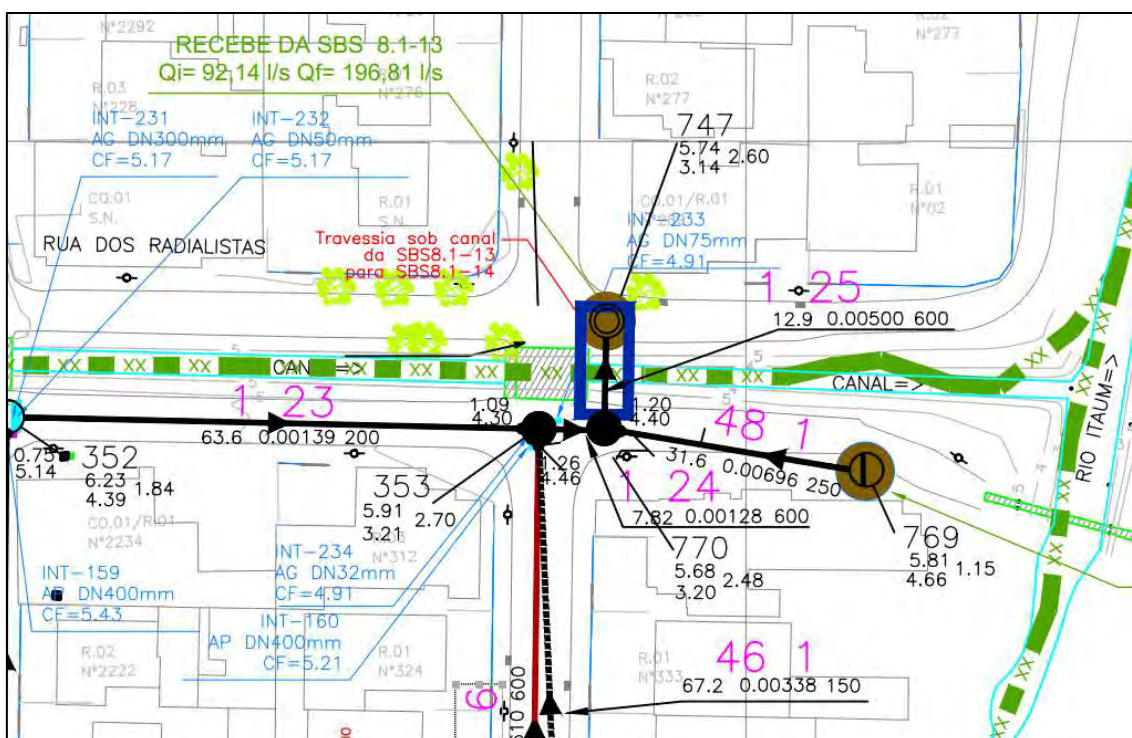 N°2292
RECEBE DA SBS 8.1-13
Qi= 92,14 l/s Qf= 196,81 l/s
N°277
R.03
N°228
N°276
R.02
N°277
INT-231
AG DN300mm
CF=5.17
INT-232
AG DN50mm
CF=5.17
747
5.74
3.14
2.60
CO.01
S.N.
R.01
S.N.
CO.01/R.01
R.01
N°02
INT-233
AG DN75mm
CF=4.91
RUA DOS RADIALISTAS
Travessia sob canal
da SBS8.1-13
para SBS8.1-14
1 25
12.9 0.00500 600
CANAL=>
RIO ITAUM=>
1 23
63.6 0.00139 200
1.09
4.30
1.20
4.40
48 1
31.6 0.00696 250
0.75
5.14
352
6.23
4.39
1.84
CO.01/R.01
N°2234
353
5.91
3.21
2.70
1.26
4.46
1 24
7.82 0.00128 600
N°312
770
5.68
3.20
2.48
769
5.81
4.66
1.15
INT-234
AG DN32mm
CF=4.91
INT-159
AP DN400mm
CF=5.43
INT-160
AP DN400mm
CF=5.21
R.02
N°2222
R.01
N°324
R.01
N°333
46 1
67.2 0.00338 150